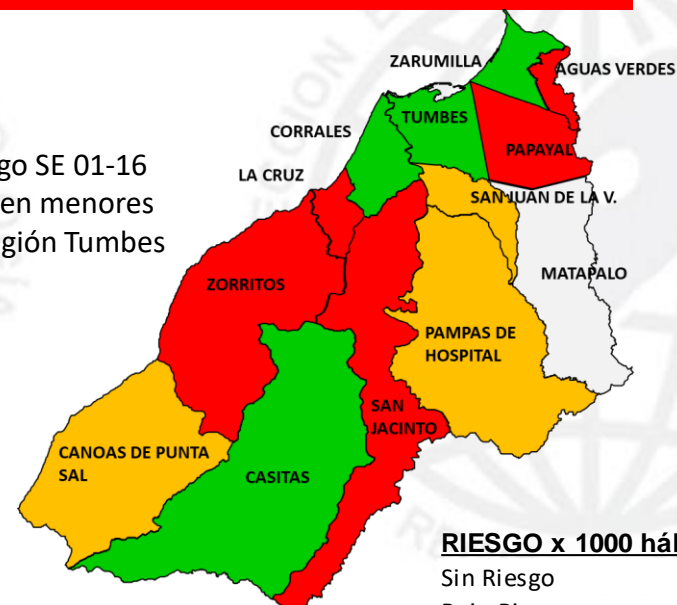 ZARUMILLA
AGUAS VERDES
TUMBES
CORRALES
PAPAYAL
go SE 01-16
en menores
gión Tumbes
LA CRUZ
SAN JUAN DE LA V.
MATAPALO
ZORRITOS
PAMPAS DE
HOSPITAL
SAN
JACINTO
CANOAS DE PUNTA
SAL
CASITAS
RIESGO x 1000 háb
Sin Riesgo